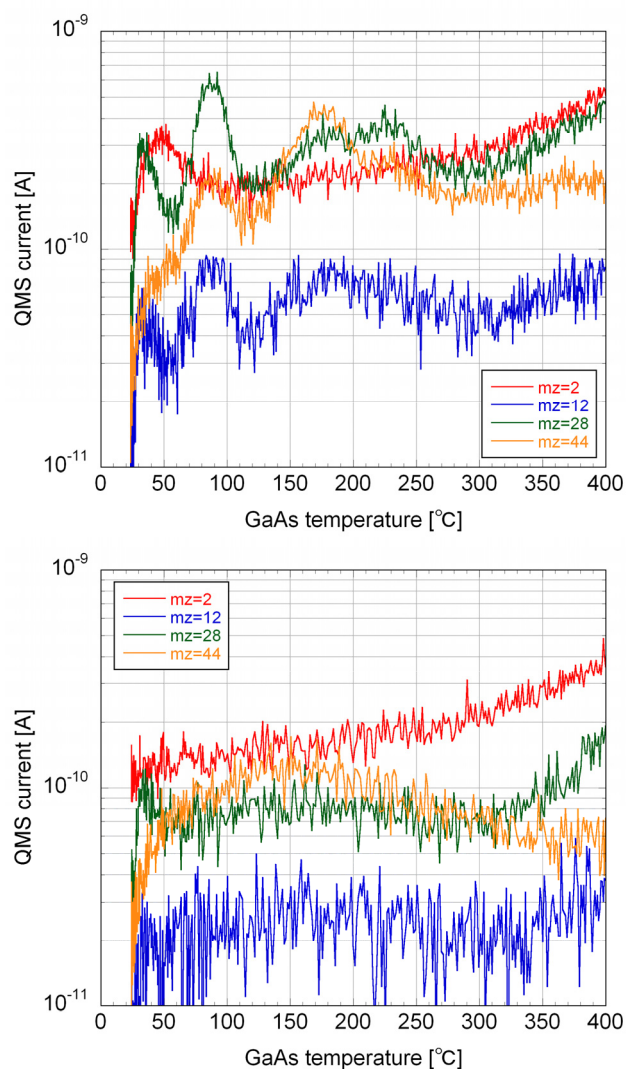 10-9
QMS current [A]
10-10
mz=2
mz=12
mz=28
mz=44
10-11
0 50 100 150 200 250 300 350 400
GaAs temperature [°C]
10-9
mz=2
mz=12
mz=28
mz=44
QMS current [A]
10-10
10-11
0 50 100 150 200 250 300 350 400
GaAs temperature [°C]